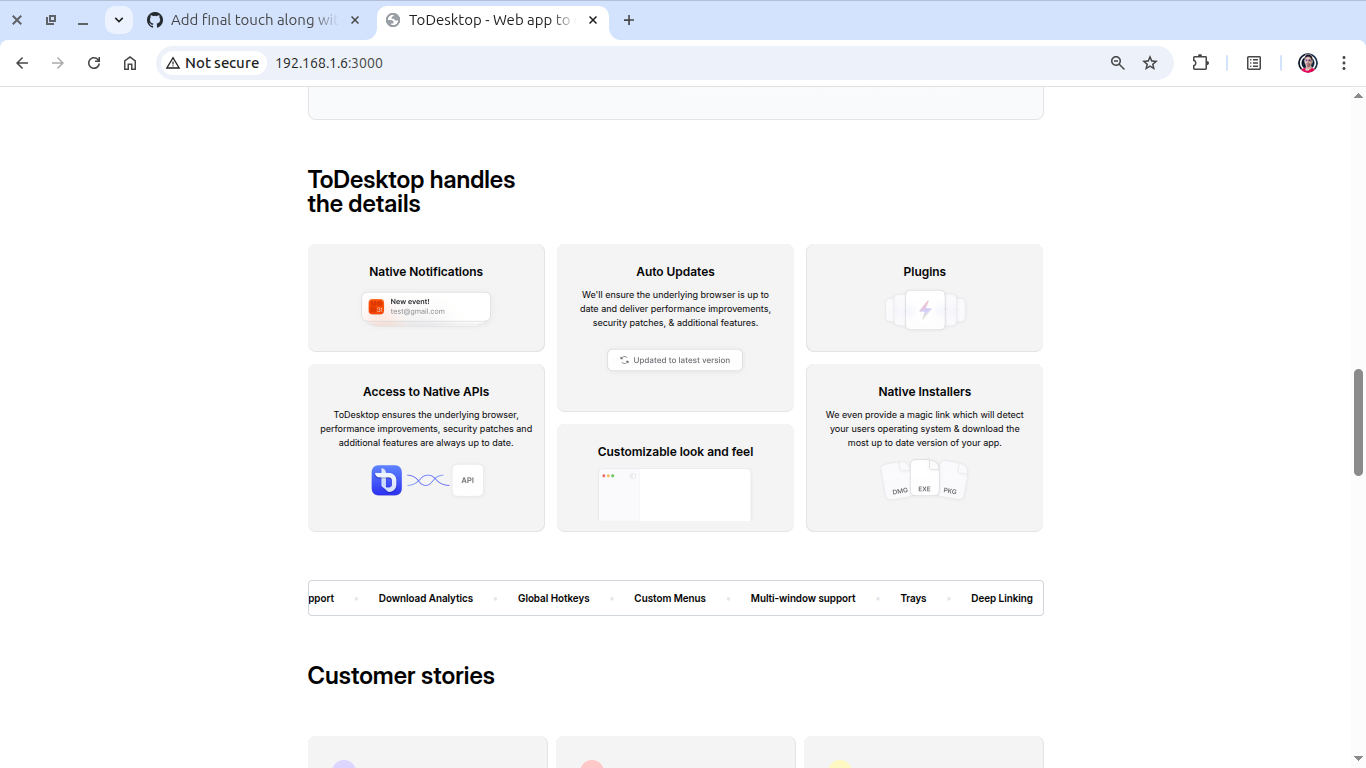 Add final touch along wit
ToDesktop - Web app to
Not secure
192.168.1.6:3000
ToDesktop handles
the details
Native Notifications
New event!
test@gmail.com
Auto Updates
We'll ensure the underlying browser is up to
date and deliver performance improvements,
security patches, & additional features.
Updated to latest version
Plugins
Access to Native APIs
ToDesktop ensures the underlying browser,
performance improvements, security patches and
additional features are always up to date.
API
Customizable look and feel
Native Installers
We even provide a magic link which will detect
your users operating system & download the
most up to date version of your app.
DMG
EXE
PKG
pport • Download Analytics • Global Hotkeys • Custom Menus • Multi-window support • Trays • Deep Linking
Customer stories